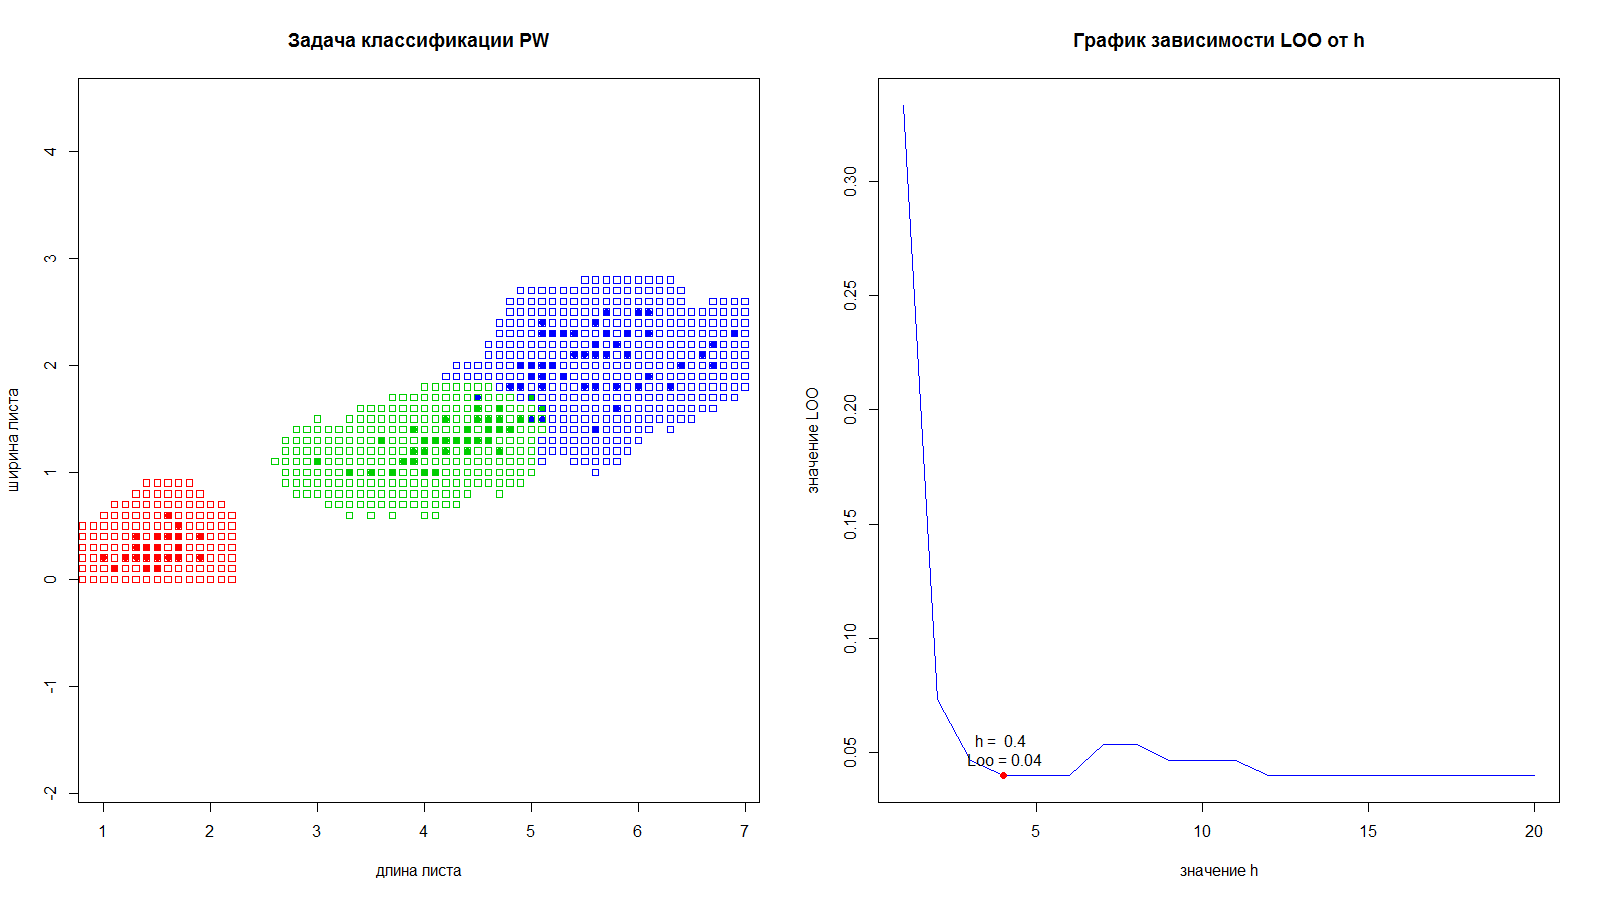 Задача классификации PW
ширина листа
4
3
2
1
0
-1
-2
1 2 3 4 5 6 7
длина листа
График зависимости LOO от h
значение LOO
0.30
0.25
0.20
0.15
0.10
0.05
h = 0.4
Loo = 0.04
5 10 15 20
значение h